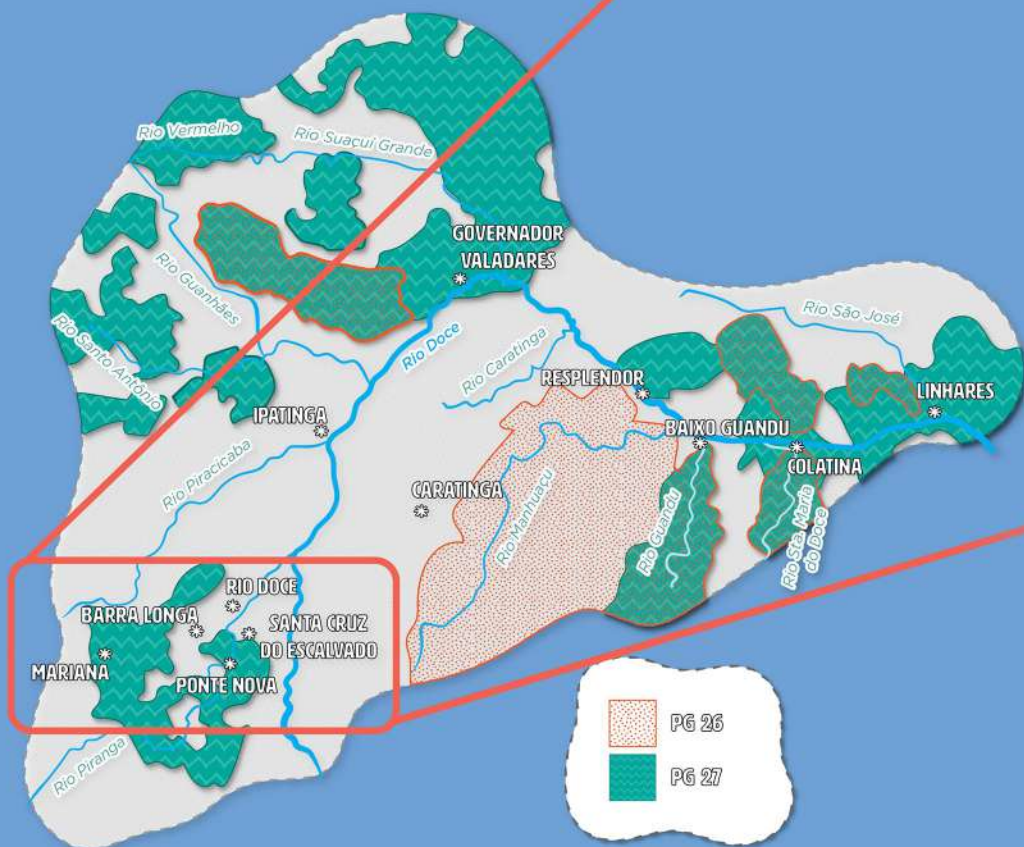 Rio Vermelho
Rio Suaçuí Grande
GOVERNADOR
VALADARES
Rio Guanhães
Rio São José
Rio Santo Antônio
Rio Doce
Rio Caratinga
RESPLENDOR
LINHARES
IPATINGA
BAIXO GUANDU
COLATINA
Rio Piracicaba
CARATINGA
Rio Manhuaçu
Rio Guandu
Rio Sta. Maria
do Doce
RIO DOCE
BARRA LONGA
SANTA CRUZ
DO ESCALVADO
MARIANA
PONTE NOVA
Rio Piranga
PG 26
PG 27